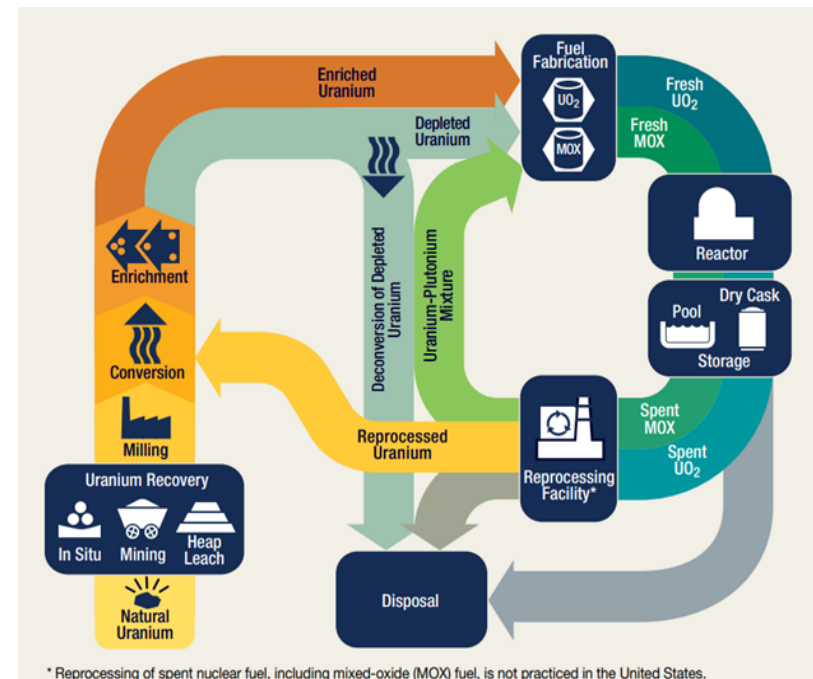 Fuel
Fabrication
UO₂
MOX
Enriched
Uranium
Depleted
Uranium
Fresh
UO₂
Fresh
MOX
Reactor
Enrichment
Deconversion of Depleted
Uranium
Uranium-Plutonium
Mixture
Pool
Dry Cask
Storage
Conversion
Milling
Reprocessed
Uranium
Spent
MOX
Spent
UO₂
Reprocessing
Facility*
Uranium Recovery
In Situ
Mining
Heap
Leach
Disposal
Natural
Uranium
* Reprocessing of spent nuclear fuel, including mixed-oxide (MOX) fuel, is not practiced in the United States.